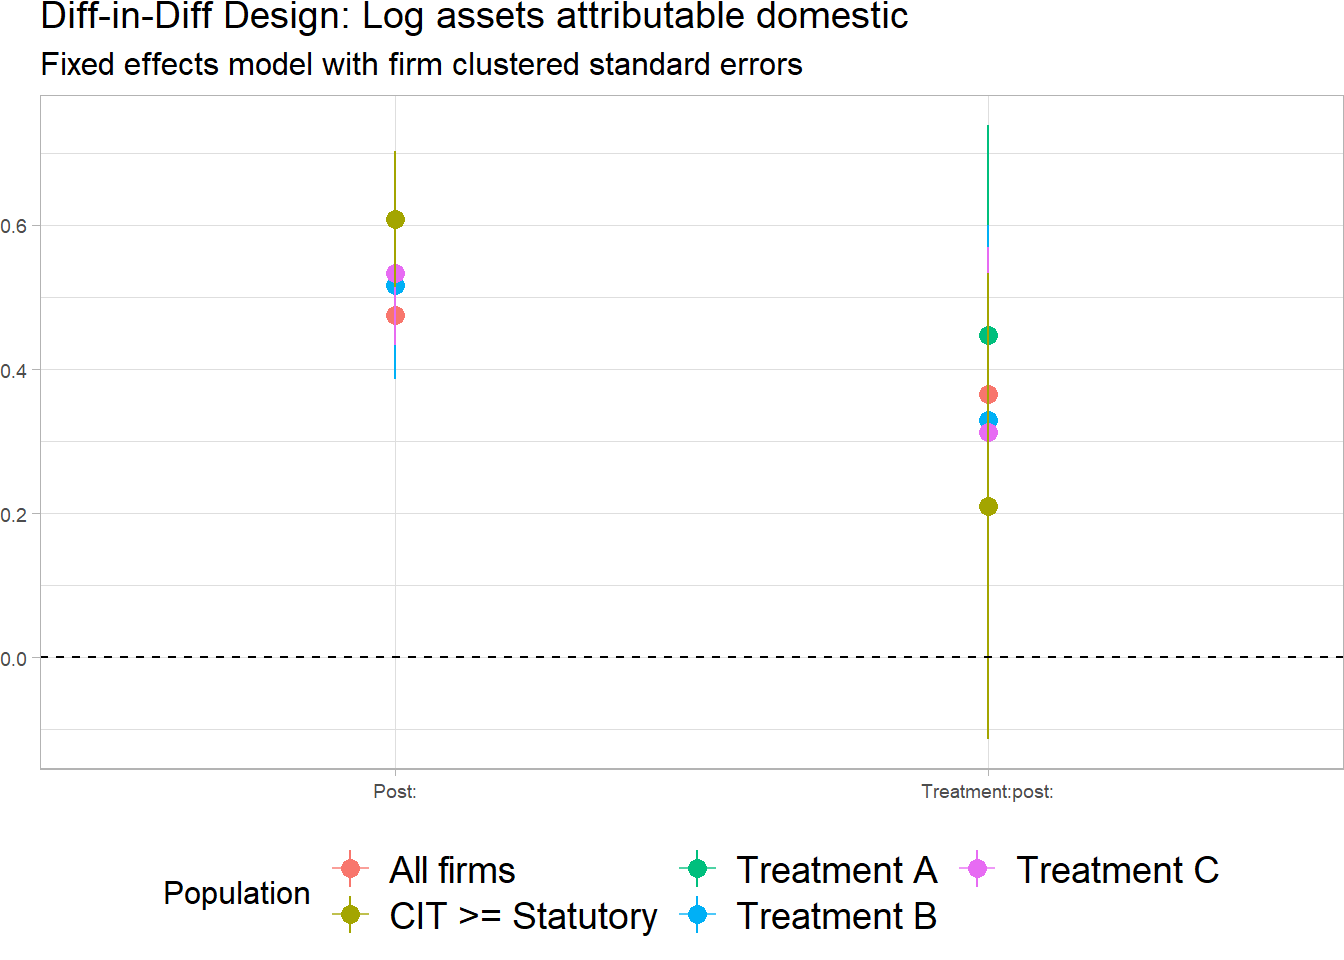 Diff-in-Diff Design: Log assets attributable domestic
Fixed effects model with firm clustered standard errors
0.6
0.4
0.2
0.0
Post:
Treatment:post:
Population
All firms
CIT >= Statutory
Treatment A
Treatment B
Treatment C